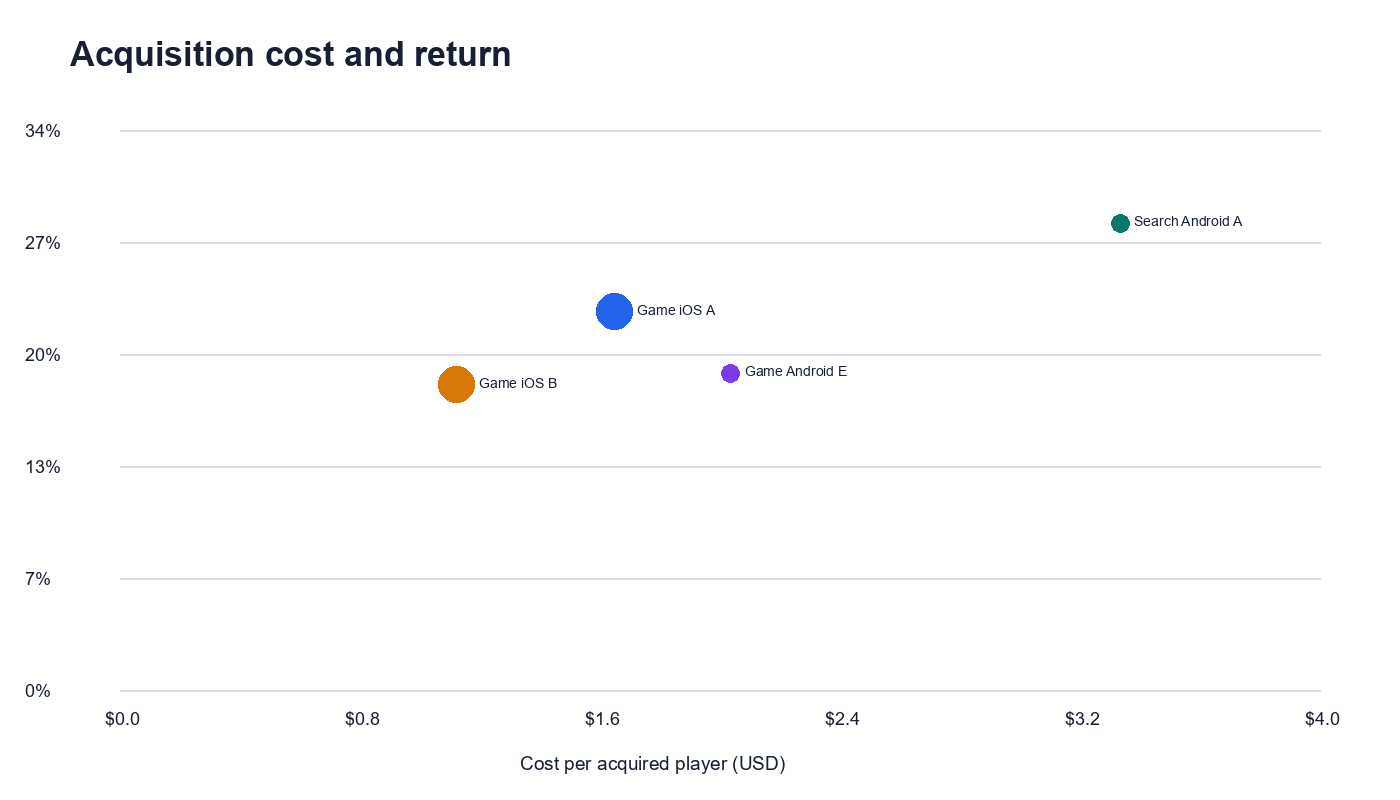 Acquisition cost and return
34%
Search Android A
27%
Game iOS A
20%
Game Android E
Game iOS B
13%
7%
0%
$0.0 $0.8 $1.6 $2.4 $3.2 $4.0
Cost per acquired player (USD)